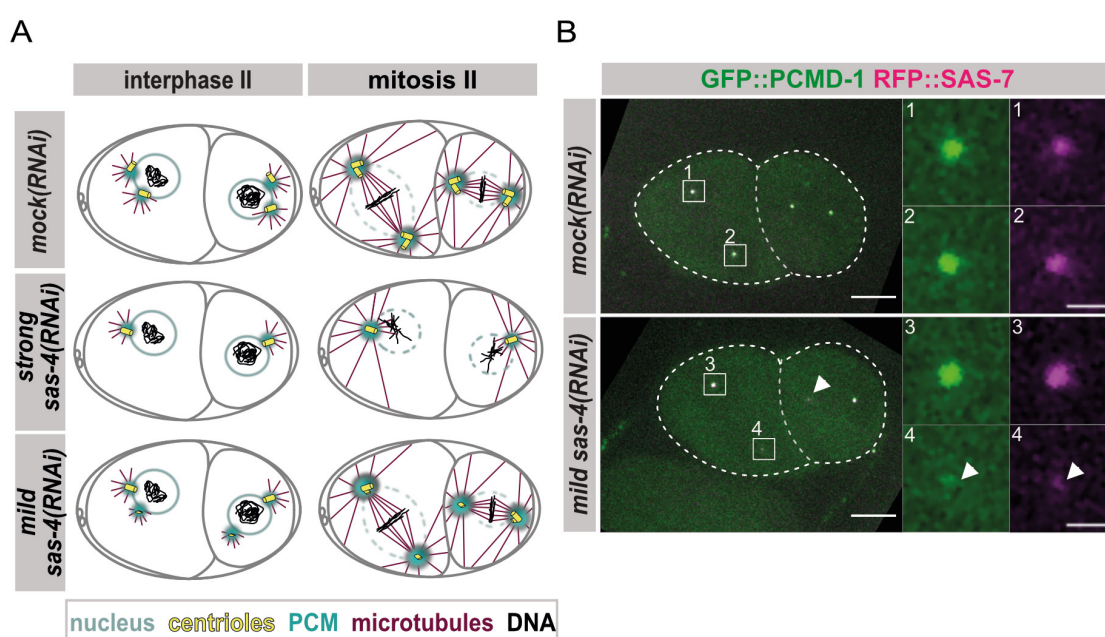 A
interphase II
mitosis II
mock(RNAi)
strong
sas-4(RNAi)
mild
sas-4(RNAi)
nucleus centrioles PCM microtubules DNA
B
GFP::PCMD-1 RFP::SAS-7
mock(RNAi)
1
2
1
1
2
2
mild sas-4(RNAi)
3
4
3
3
4
4